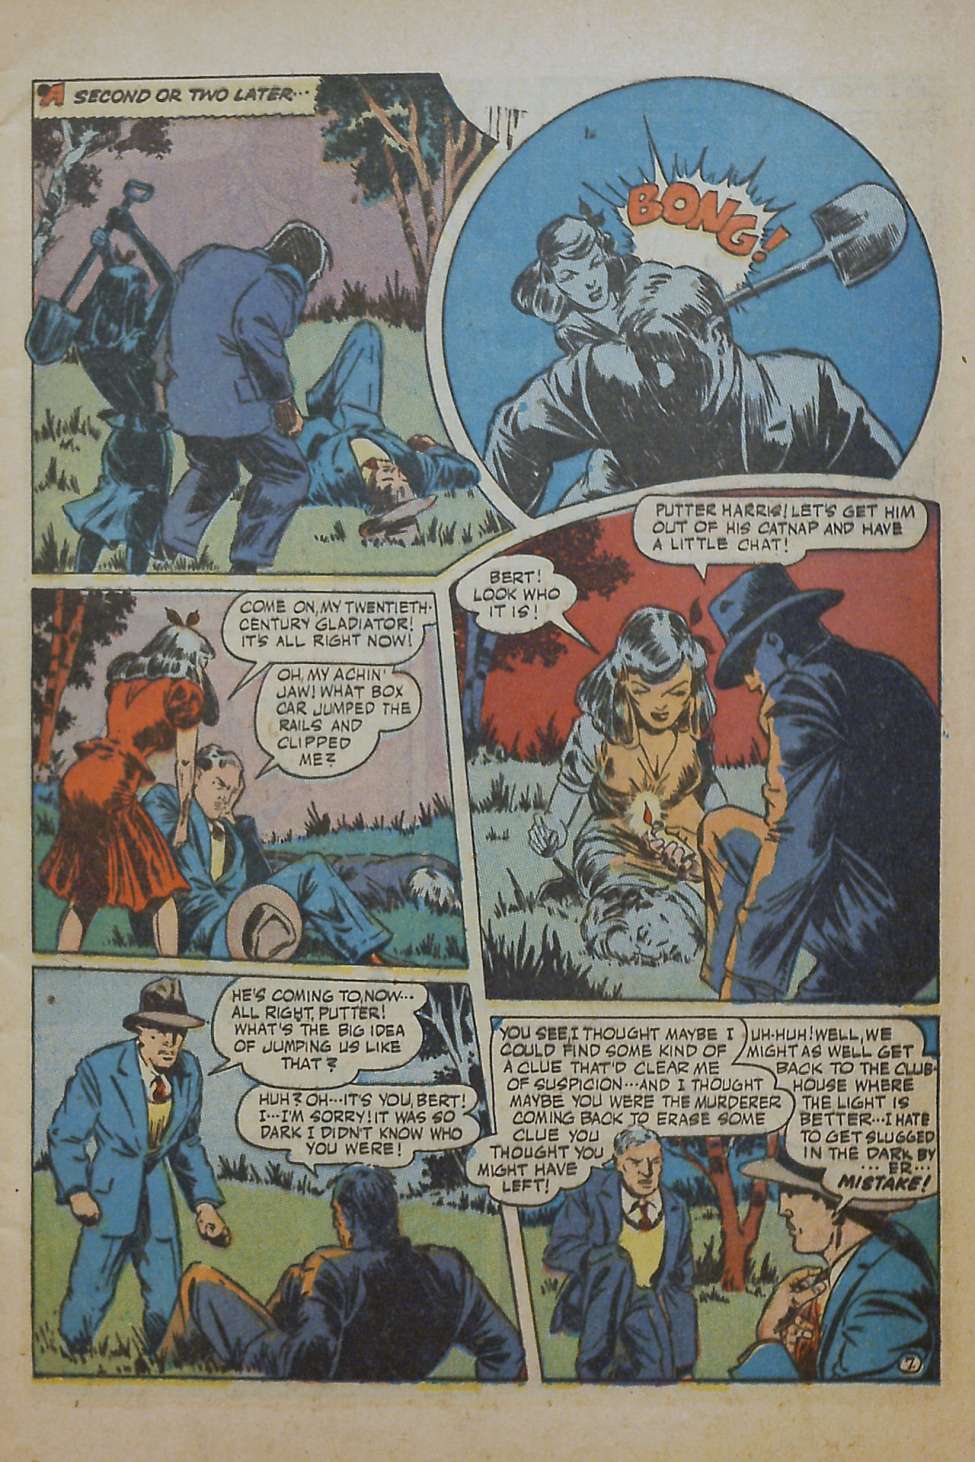 A SECOND OR TWO LATER...
BONG!
COME ON, MY TWENTIETH-
CENTURY GLADIATOR!
IT'S ALL RIGHT NOW!
OH, MY ACHIN'
JAW! WHAT BOX
CAR JUMPED THE
RAILS AND
CLIPPED
ME?
BERT!
LOOK WHO
IT IS!
PUTTER HARRIS! LET'S GET HIM
OUT OF HIS CATNAP AND HAVE
A LITTLE CHAT!
HE'S COMING TO, NOW...
ALL RIGHT, PUTTER!
WHAT'S THE BIG IDEA
OF JUMPING US LIKE
THAT?
HUH? OH...IT'S YOU, BERT!
I...I'M SORRY! IT WAS SO
DARK I DIDN'T KNOW WHO
YOU WERE!
YOU SEE, I THOUGHT MAYBE I
COULD FIND SOME KIND OF
A CLUE THAT'D CLEAR ME
OF SUSPICION...AND I THOUGHT
MAYBE YOU WERE THE MURDERER
COMING BACK TO ERASE SOME
CLUE YOU
THOUGHT YOU
MIGHT HAVE
LEFT!
UH-HUH! WELL, WE
MIGHT AS WELL GET
BACK TO THE CLUB-
HOUSE WHERE
THE LIGHT IS
BETTER...I HATE
TO GET SLUGGED
IN THE DARK BY
...ER...
MISTAKE!
7